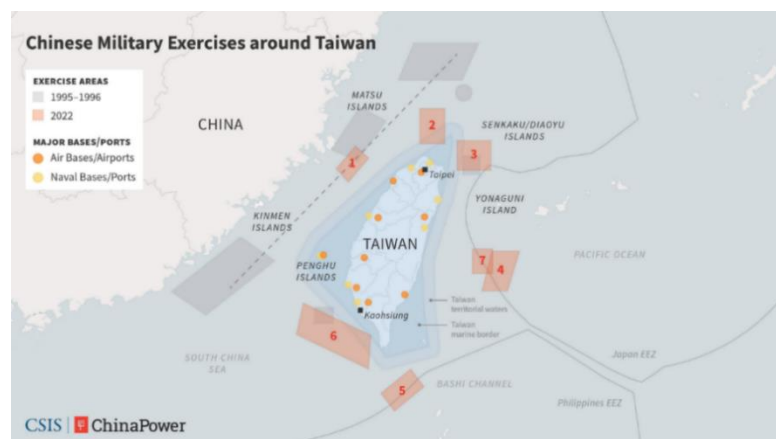 Chinese Military Exercises around Taiwan
EXERCISE AREAS
1995–1996
2022
MAJOR BASES/PORTS
Air Bases/Airports
Naval Bases/Ports
CHINA
MATSU
ISLANDS
2
SENKAKU/DIAOYU
ISLANDS
1
3
Taipei
YONAGUNI
ISLAND
KINMEN
ISLANDS
TAIWAN
PENGHU
ISLANDS
7
4
PACIFIC OCEAN
Taiwan
territorial waters
Kaohsiung
Taiwan
marine border
6
SOUTH CHINA
SEA
Japan EEZ
5
BASHI CHANNEL
Philippines EEZ
CSIS | ChinaPower